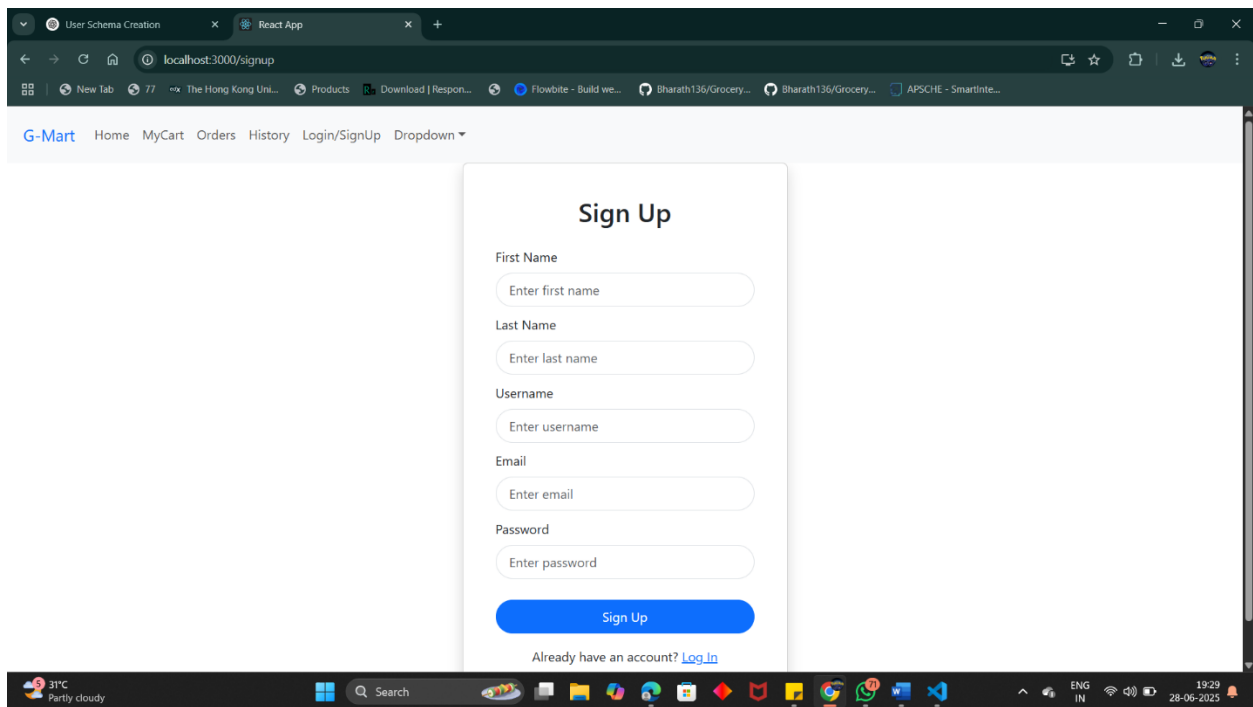 User Schema Creation
React App
localhost:3000/signup
New Tab
77
The Hong Kong Uni...
Products
Download | Respon...
Flowbite - Build we...
Bharath136/Grocery...
Bharath136/Grocery...
APSCHE - SmartInte...
G-Mart Home MyCart Orders History Login/SignUp Dropdown
Sign Up
First Name
Enter first name
Last Name
Enter last name
Username
Enter username
Email
Enter email
Password
Enter password
Sign Up
Already have an account? Log In
5
31°C
Partly cloudy
Search
71
ENG
IN
19:29
28-06-2025